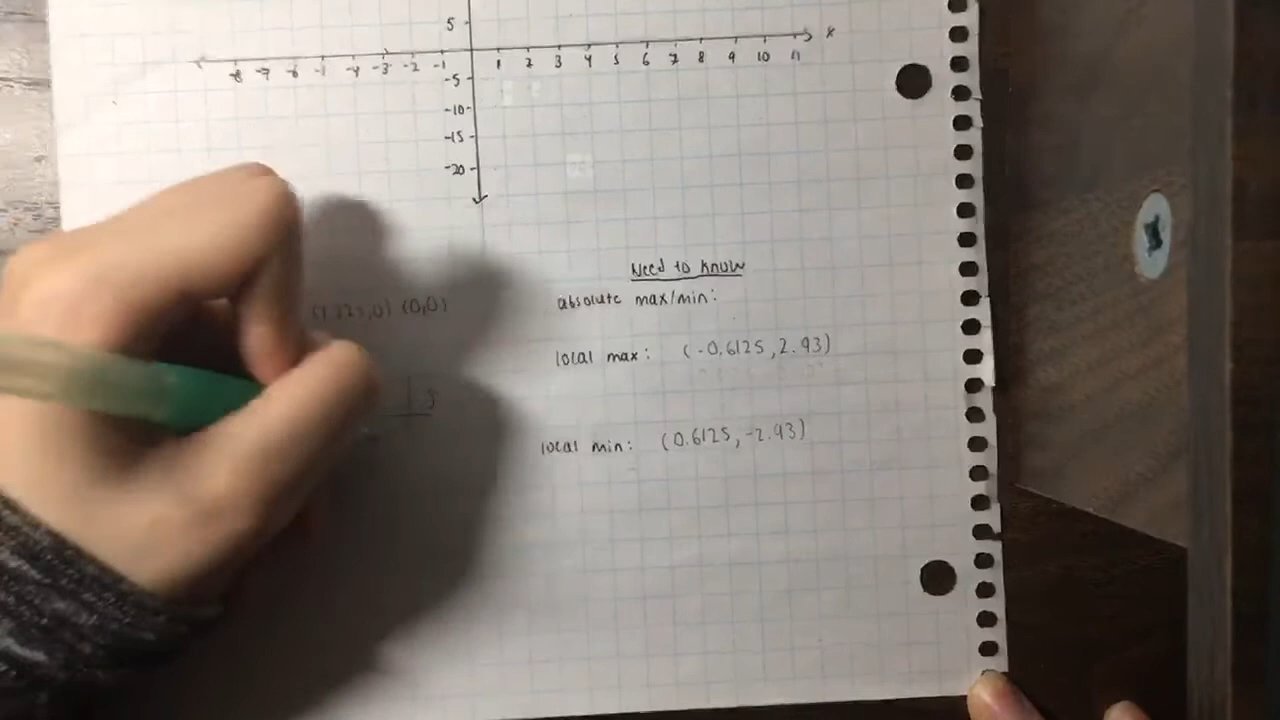 5
x
-8 -7 -6 -1 -4 -3 -2 -1 1 2 3 4 5 6 7 8 9 10 11
-5
-10
-15
-20
Need to know
absolute max/min:
,0) (0,0)
local max: (-0.6125, 2.93)
5
local min: (0.6125, -2.93)